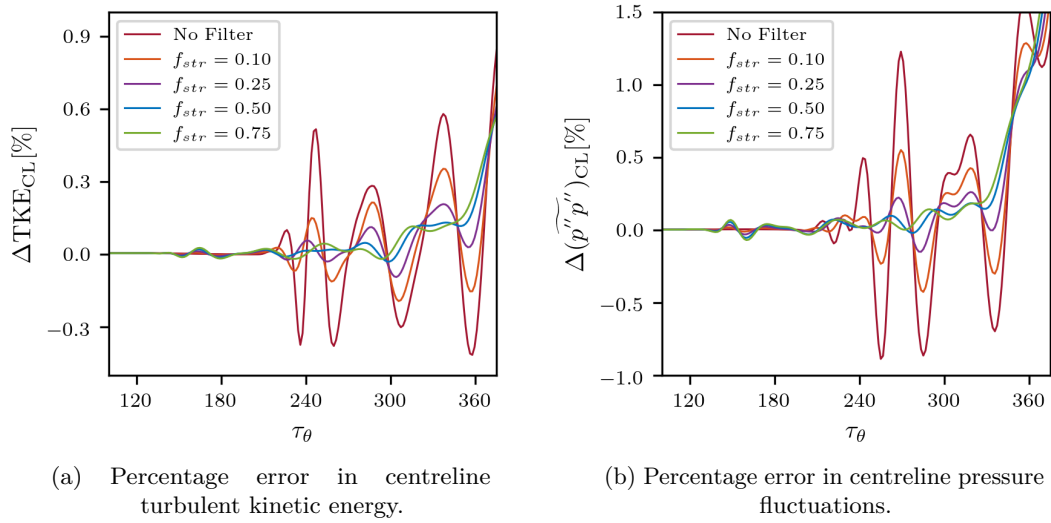 0.9
0.6
0.3
0.0
−0.3
ΔTKE_CL[%]
No Filter
f_str = 0.10
f_str = 0.25
f_str = 0.50
f_str = 0.75
120 180 240 300 360
τ_θ
(a) Percentage error in centreline
turbulent kinetic energy.
1.5
1.0
0.5
0.0
−0.5
−1.0
Δ(p″p″)_CL[%]
No Filter
f_str = 0.10
f_str = 0.25
f_str = 0.50
f_str = 0.75
120 180 240 300 360
τ_θ
(b) Percentage error in centreline pressure
fluctuations.